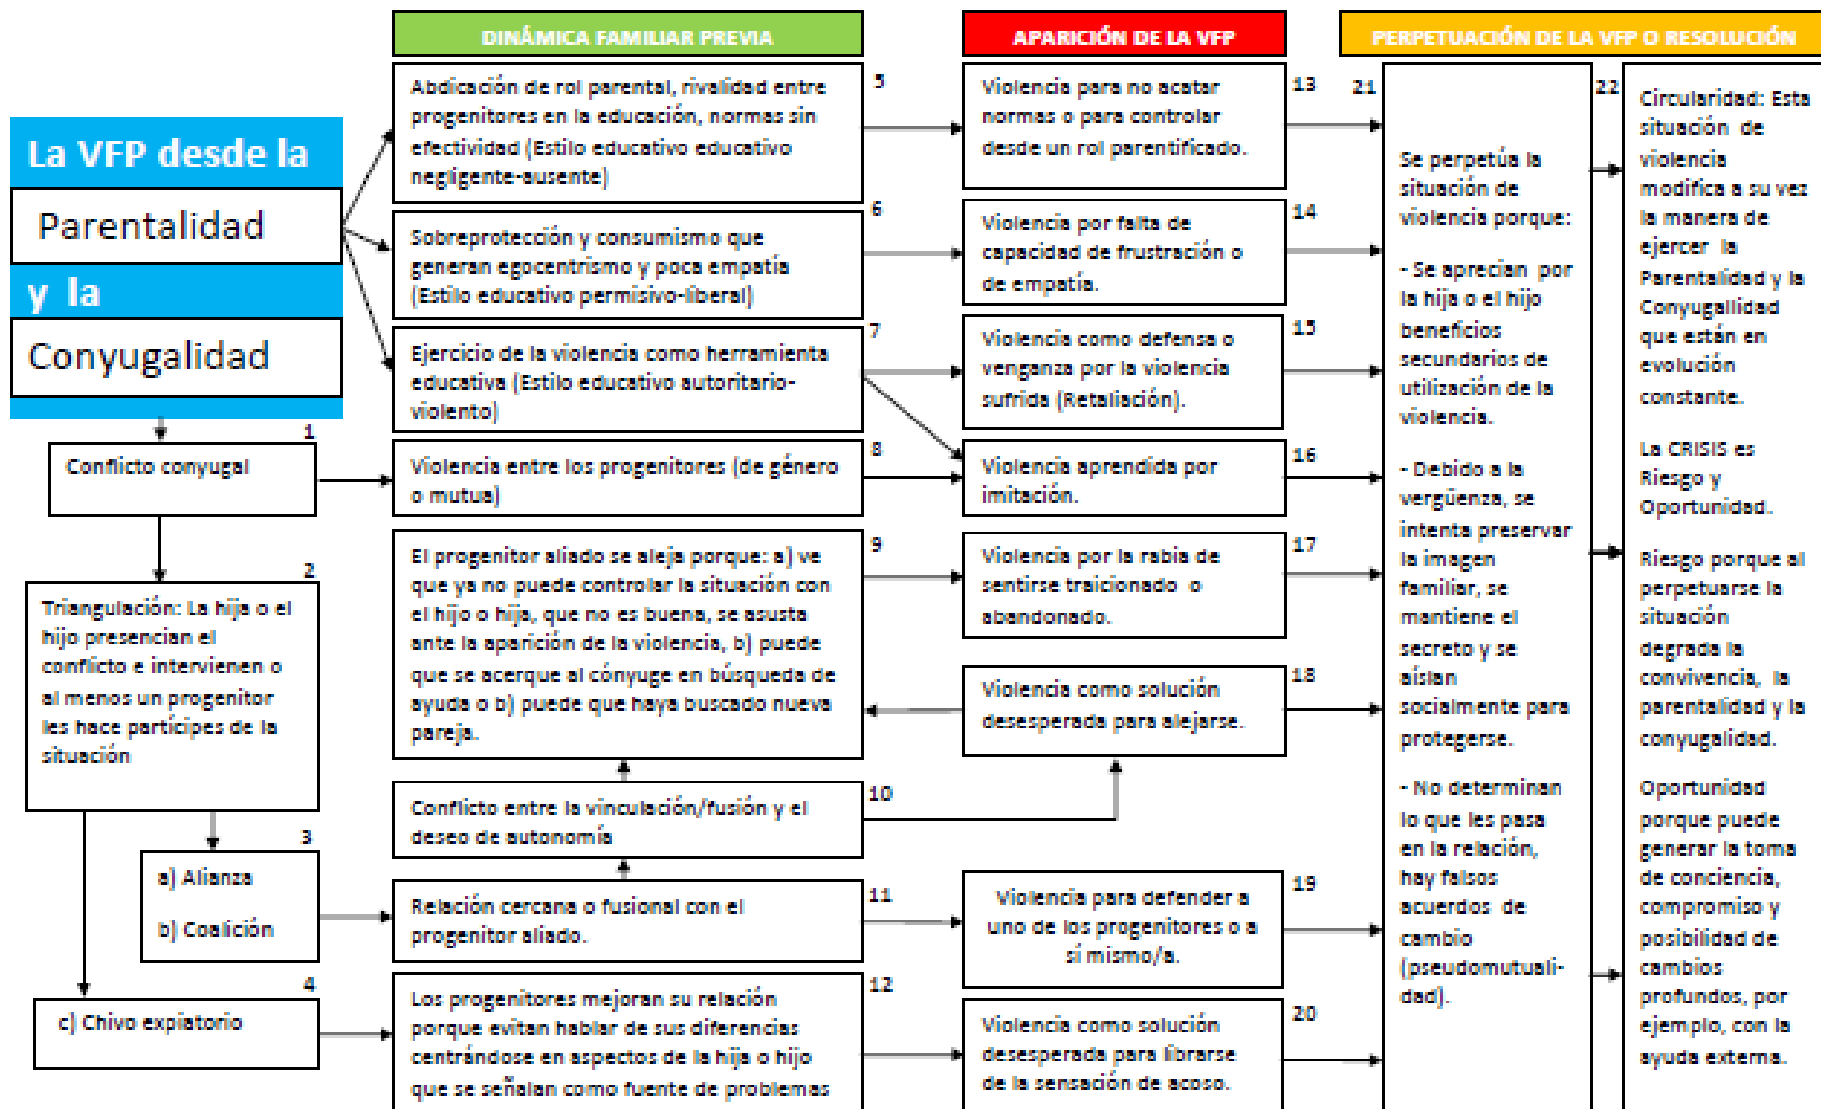 DINÁMICA FAMILIAR PREVIA
APARICIÓN DE LA VFP
PERPETUACIÓN DE LA VFP O RESOLUCIÓN
La VFP desde la
Parentalidad
y la
Conyugalidad
1
Conflicto conyugal
2
Triangulación: La hija o el
hijo presencian el
conflicto e intervienen o
al menos un progenitor
les hace partícipes de la
situación
3
a) Alianza
b) Coalición
4
c) Chivo expiatorio
5
Abdicación de rol parental, rivalidad entre
progenitores en la educación, normas sin
efectividad (Estilo educativo educativo
negligente-ausente)
6
Sobreprotección y consumismo que
generan egocentrismo y poca empatía
(Estilo educativo permisivo-liberal)
7
Ejercicio de la violencia como herramienta
educativa (Estilo educativo autoritario-
violento)
8
Violencia entre los progenitores (de género
o mutua)
9
El progenitor aliado se aleja porque: a) ve
que ya no puede controlar la situación con
el hijo o hija, que no es buena, se asusta
ante la aparición de la violencia, b) puede
que se acerque al cónyuge en búsqueda de
ayuda o b) puede que haya buscado nueva
pareja.
10
Conflicto entre la vinculación/fusión y el
deseo de autonomía
11
Relación cercana o fusional con el
progenitor aliado.
12
Los progenitores mejoran su relación
porque evitan hablar de sus diferencias
centrándose en aspectos de la hija o hijo
que se señalan como fuente de problemas
13
Violencia para no acatar
normas o para controlar
desde un rol parentificado.
14
Violencia por falta de
capacidad de frustración o
de empatía.
15
Violencia como defensa o
venganza por la violencia
sufrida (Retaliación).
16
Violencia aprendida por
imitación.
17
Violencia por la rabia de
sentirse traicionado o
abandonado.
18
Violencia como solución
desesperada para alejarse.
19
Violencia para defender a
uno de los progenitores o a
sí mismo/a.
20
Violencia como solución
desesperada para librarse
de la sensación de acoso.
21
Se perpetúa la
situación de
violencia porque:
- Se aprecian por
la hija o el hijo
beneficios
secundarios de
utilización de la
violencia.
- Debido a la
vergüenza, se
intenta preservar
la imagen
familiar, se
mantiene el
secreto y se
aíslan
socialmente para
protegerse.
- No determinan
lo que les pasa
en la relación,
hay falsos
acuerdos de
cambio
(pseudomutuali-
dad).
22
Circularidad: Esta
situación de
violencia
modifica a su vez
la manera de
ejercer la
Parentalidad y la
Conyugallidad
que están en
evolución
constante.
La CRISIS es
Riesgo y
Oportunidad.
Riesgo porque al
perpetuarse la
situación
degrada la
convivencia, la
parentalidad y la
conyugalidad.
Oportunidad
porque puede
generar la toma
de conciencia,
compromiso y
posibilidad de
cambios
profundos, por
ejemplo, con la
ayuda externa.